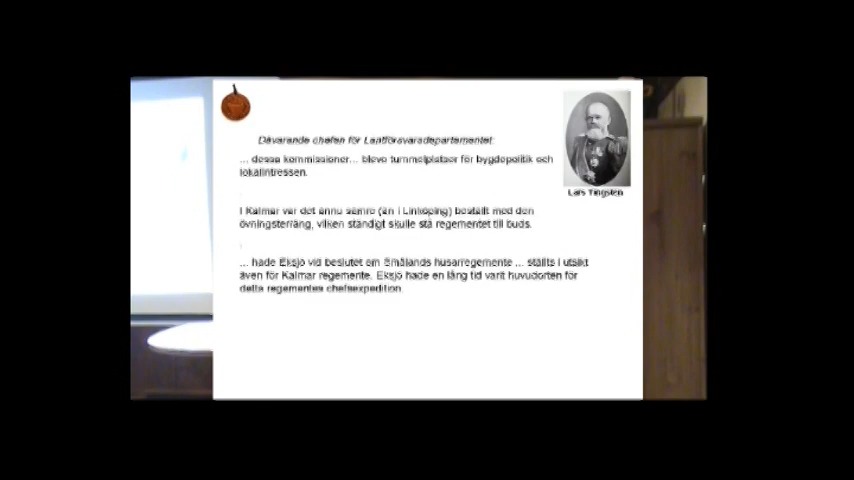 Dåvarande chefen för Lantförsvarsdepartementet:
... dessa kommissioner... blevo tummelplatser för bygdepolitik och
lokalintressen.
Lars Tingsten
I Kalmar var det ännu sämre (än i Linköping) beställt med den
övningsterräng, vilken ständigt skulle stå regementet till buds.
... hade Eksjö vid beslutet om Smålands husarregemente ... ställts i utsikt
även för Kalmar regemente. Eksjö hade en lång tid varit huvudorten för
detta regementes chefsexpedition.